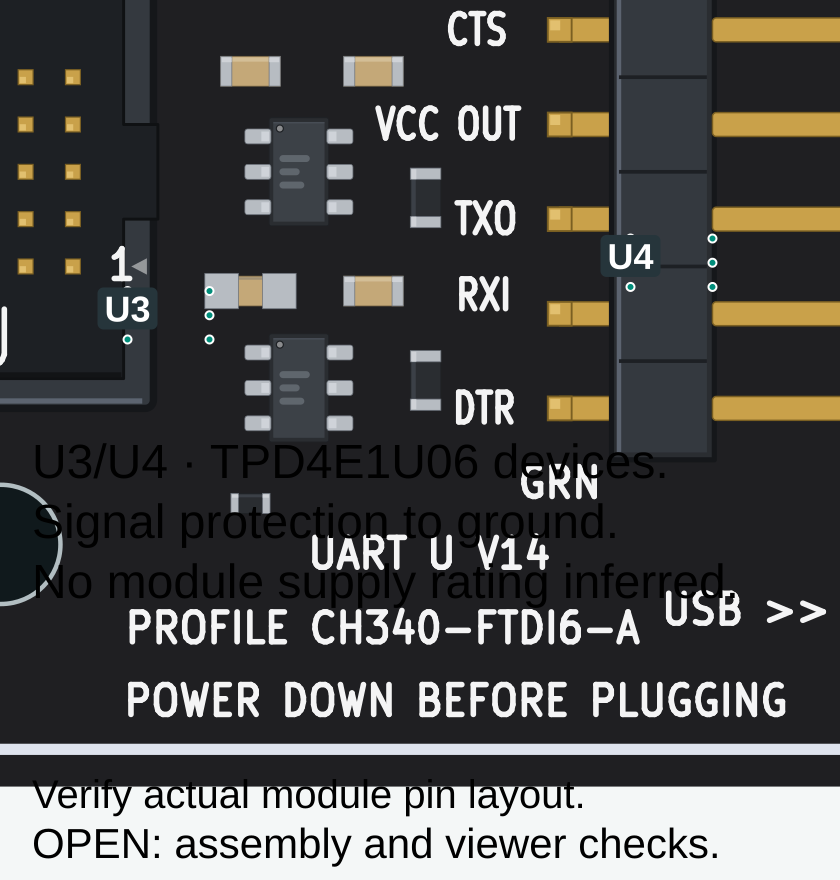 CTS
VCC OUT
TXO
U4
1
RXI
U3
DTR
U3/U4 · TPD4E1U06 devices.
GRN
Signal protection to ground.
UART U V14
No module supply rating inferred.
USB >>
PROFILE CH340-FTDI6-A
POWER DOWN BEFORE PLUGGING
Verify actual module pin layout.
OPEN: assembly and viewer checks.